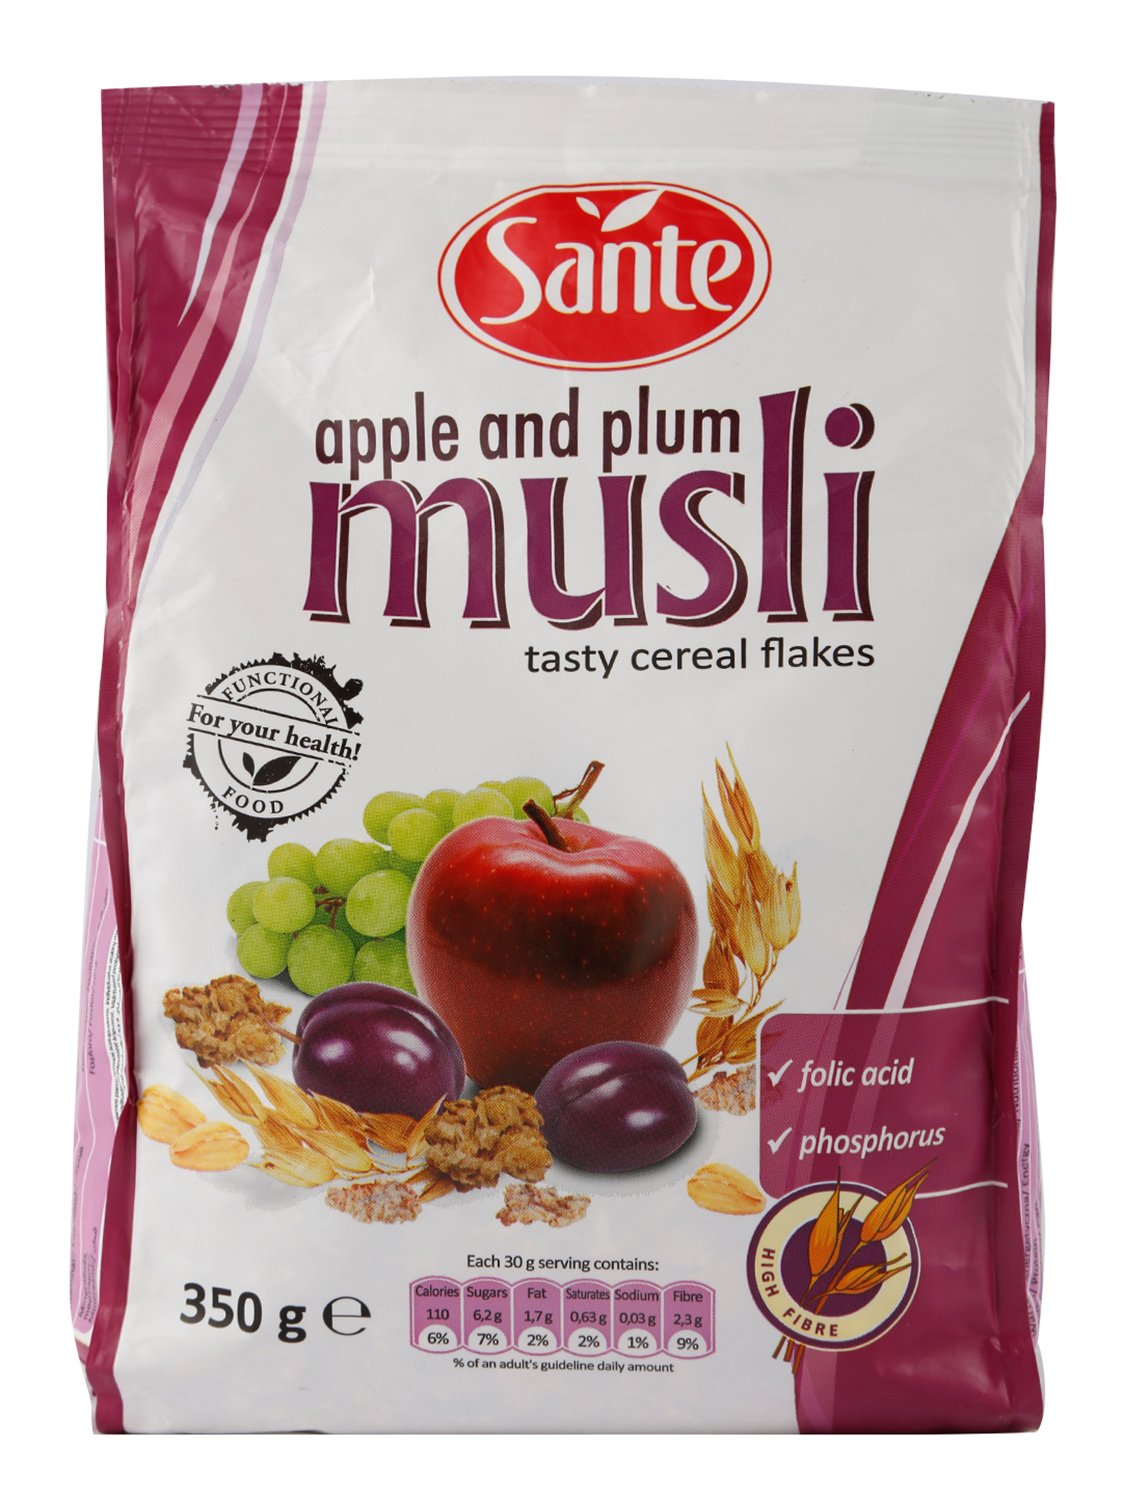 Sante
apple and plum
musli
tasty cereal flakes
FUNCTIONAL
For your health!
FOOD
✓ folic acid
✓ phosphorus
HIGH FIBRE
350 g ℮
Each 30 g serving contains:
Calories Sugars Fat Saturates Sodium Fibre
110 6,2 g 1,7 g 0,63 g 0,03 g 2,3 g
6% 7% 2% 2% 1% 9%
% of an adult's guideline daily amount